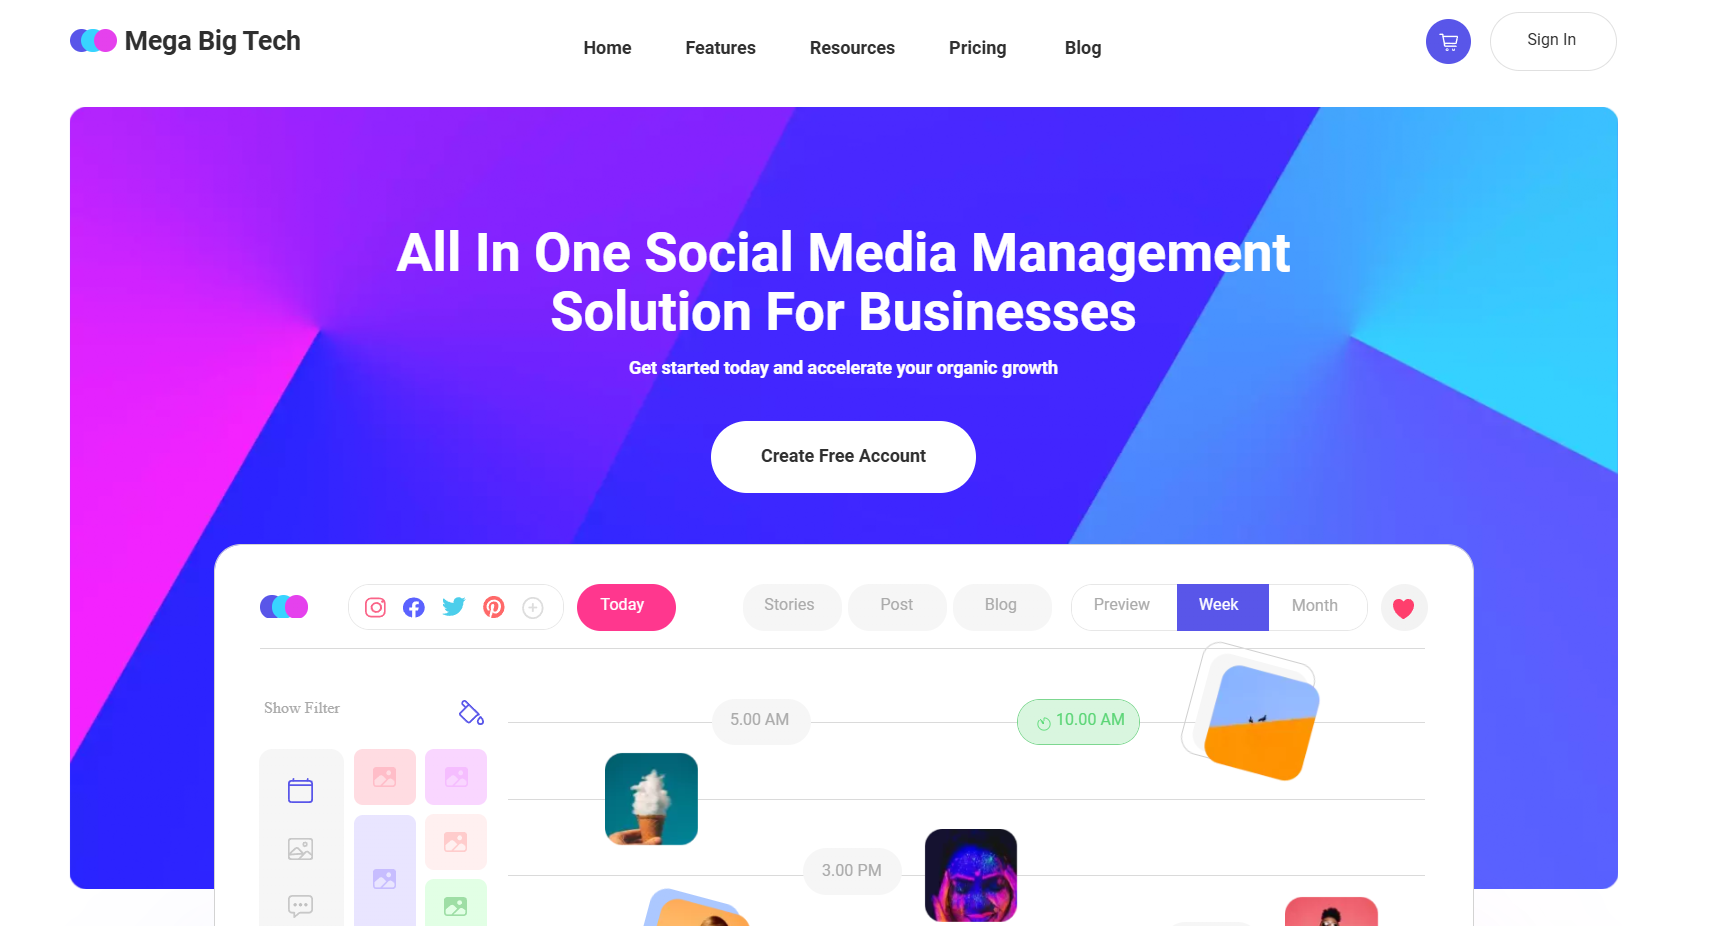 Mega Big Tech
Home Features Resources Pricing Blog
Sign In
All In One Social Media Management
Solution For Businesses
Get started today and accelerate your organic growth
Create Free Account
Today Stories Post Blog Preview Week Month
Show Filter
5.00 AM 10.00 AM
3.00 PM